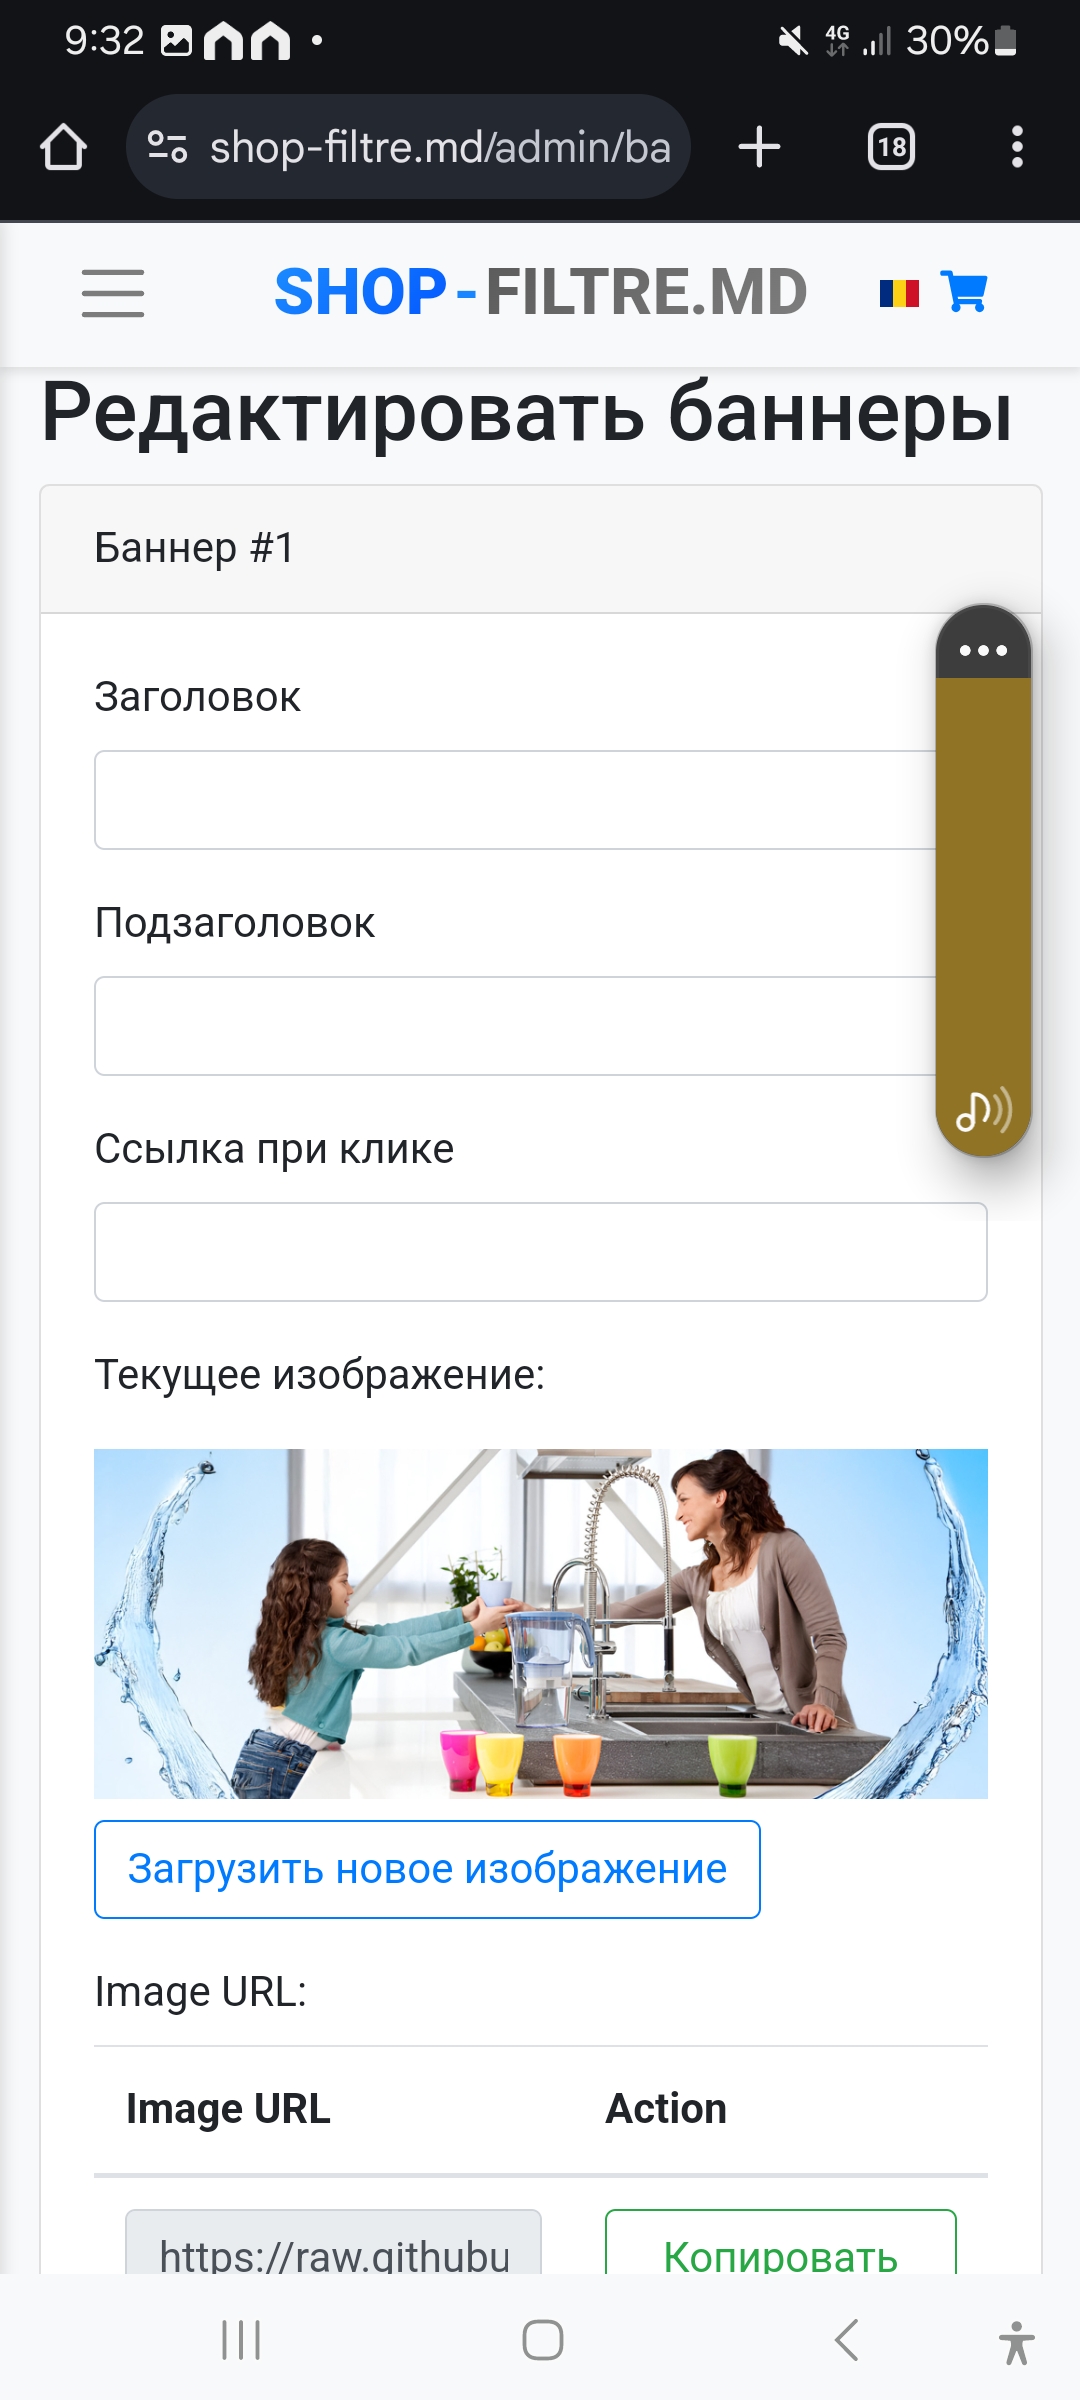 9:32
4G
30%
shop-filtre.md/admin/ba
18
SHOP-FILTRE.MD
Редактировать баннеры
Баннер #1
Заголовок
Подзаголовок
Ссылка при клике
Текущее изображение:
Загрузить новое изображение
Image URL:
Image URL Action
https://raw.githubu Копировать